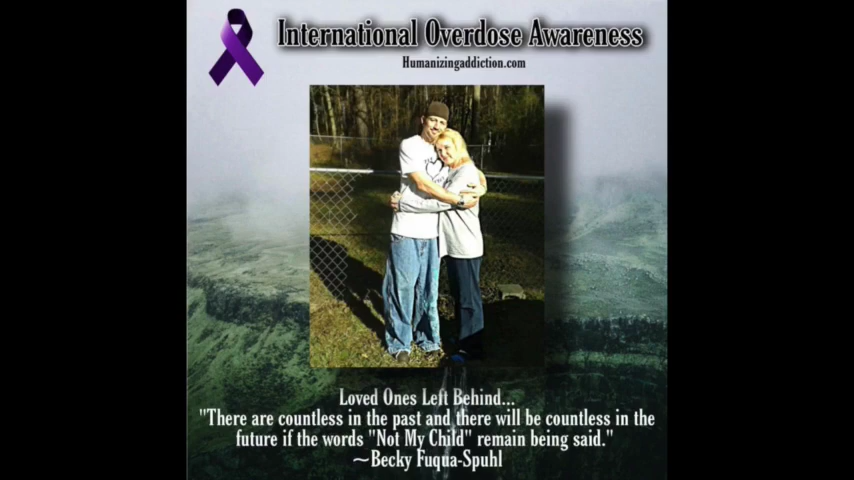 International Overdose Awareness
Humanizingaddiction.com
Loved Ones Left Behind...
"There are countless in the past and there will be countless in the
future if the words "Not My Child" remain being said."
~Becky Fuqua-Spuhl